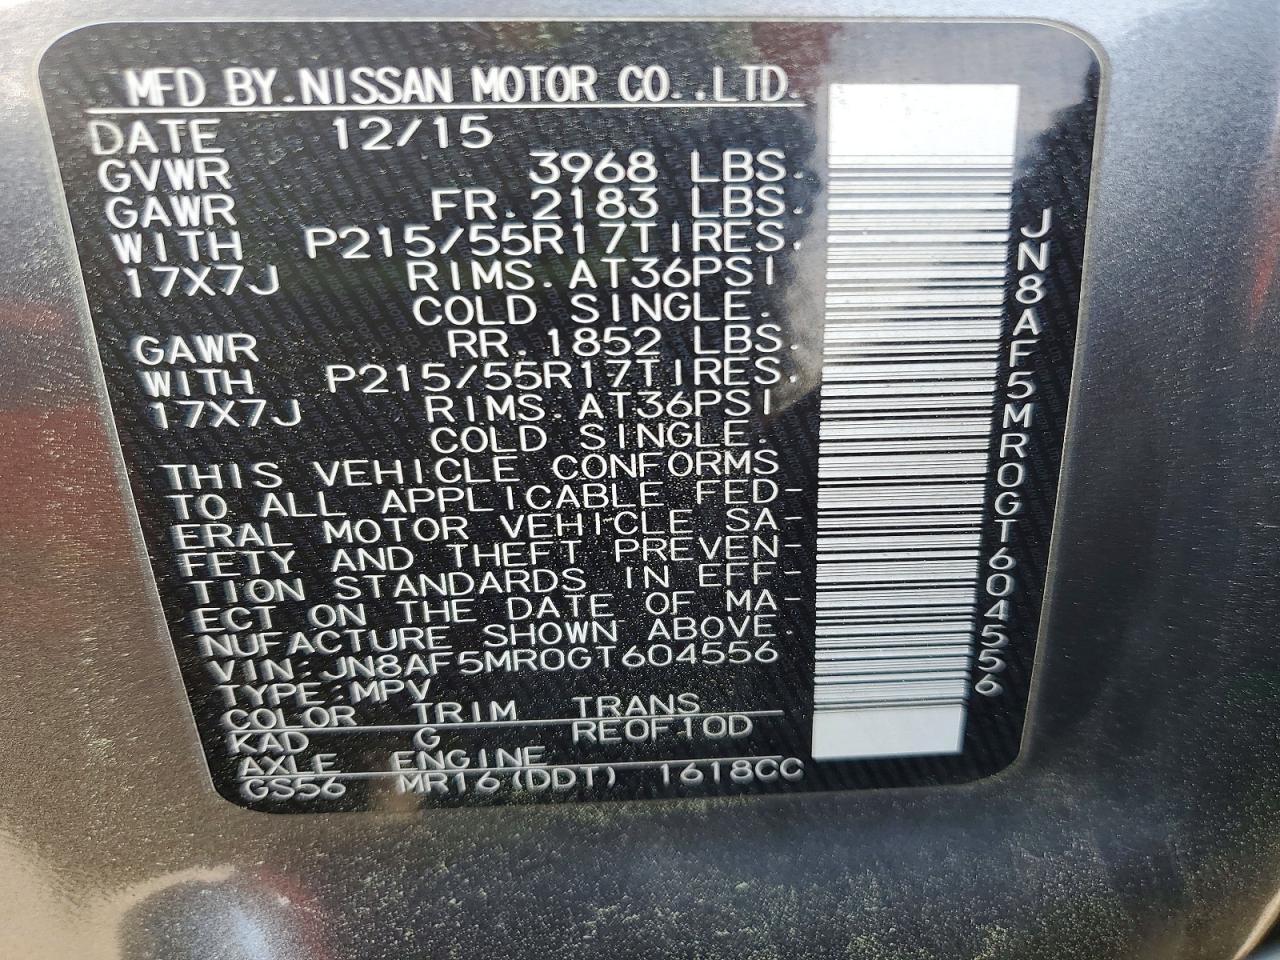 MFD BY.NISSAN MOTOR CO.,LTD.
DATE 12/15
GVWR 3968 LBS.
GAWR FR.2183 LBS.
WITH P215/55R17TIRES.
17X7J RIMS.AT36PSI
COLD SINGLE.
GAWR RR.1852 LBS.
WITH P215/55R17TIRES.
17X7J RIMS.AT36PSI
COLD SINGLE.
THIS VEHICLE CONFORMS
TO ALL APPLICABLE FED-
ERAL MOTOR VEHICLE SA-
FETY AND THEFT PREVEN-
TION STANDARDS IN EFF-
ECT ON THE DATE OF MA-
NUFACTURE SHOWN ABOVE.
VIN:JN8AF5MR0GT604556
TYPE:MPV
COLOR TRIM TRANS
KAD G RE0F10D
AXLE ENGINE
GS56 MR16(DDT) 1618CC
JN8AF5MR0GT604556